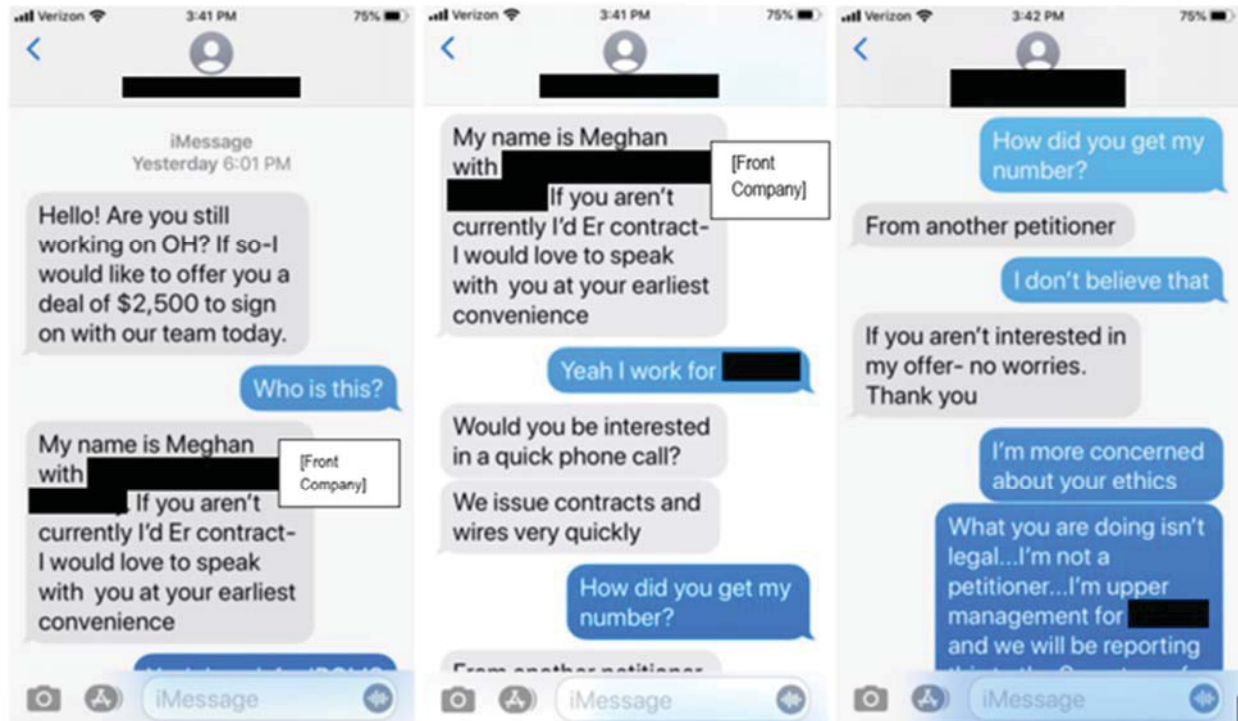 Verizon 3:41 PM 75%
iMessage
Yesterday 6:01 PM
Hello! Are you still
working on OH? If so-I
would like to offer you a
deal of $2,500 to sign
on with our team today.
Who is this?
My name is Meghan
with
[Front
Company]
. If you aren't
currently I'd Er contract-
I would love to speak
with you at your earliest
convenience
iMessage
Verizon 3:41 PM 75%
My name is Meghan
with
[Front
Company]
If you aren't
currently I'd Er contract-
I would love to speak
with you at your earliest
convenience
Yeah I work for
Would you be interested
in a quick phone call?
We issue contracts and
wires very quickly
How did you get my
number?
From another petitioner
iMessage
Verizon 3:42 PM 75%
How did you get my
number?
From another petitioner
I don't believe that
If you aren't interested in
my offer- no worries.
Thank you
I'm more concerned
about your ethics
What you are doing isn't
legal...I'm not a
petitioner...I'm upper
management for
and we will be reporting
iMessage